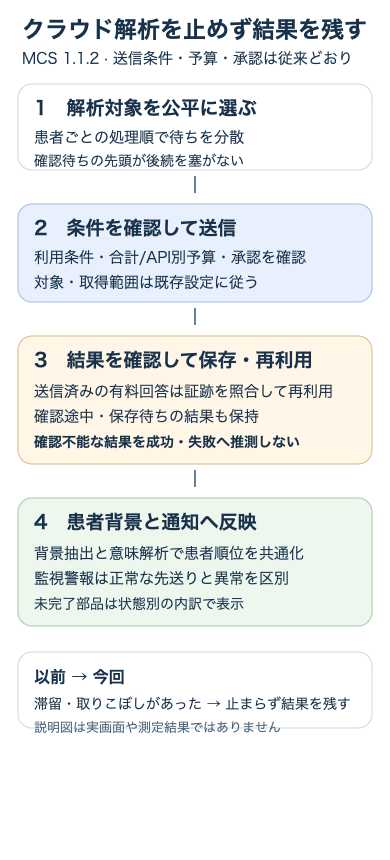 クラウド解析を止めず結果を残す
MCS 1.1.2 · 送信条件・予算・承認は従来どおり
1　解析対象を公平に選ぶ
患者ごとの処理順で待ちを分散
確認待ちの先頭が後続を塞がない
2　条件を確認して送信
利用条件・合計/API別予算・承認を確認
対象・取得範囲は既存設定に従う
3　結果を確認して保存・再利用
送信済みの有料回答は証跡を照合して再利用
確認途中・保存待ちの結果も保持
確認不能な結果を成功・失敗へ推測しない
4　患者背景と通知へ反映
背景抽出と意味解析で患者順位を共通化
監視警報は正常な先送りと異常を区別
未完了部品は状態別の内訳で表示
以前 → 今回
滞留・取りこぼしがあった → 止まらず結果を残す
説明図は実画面や測定結果ではありません